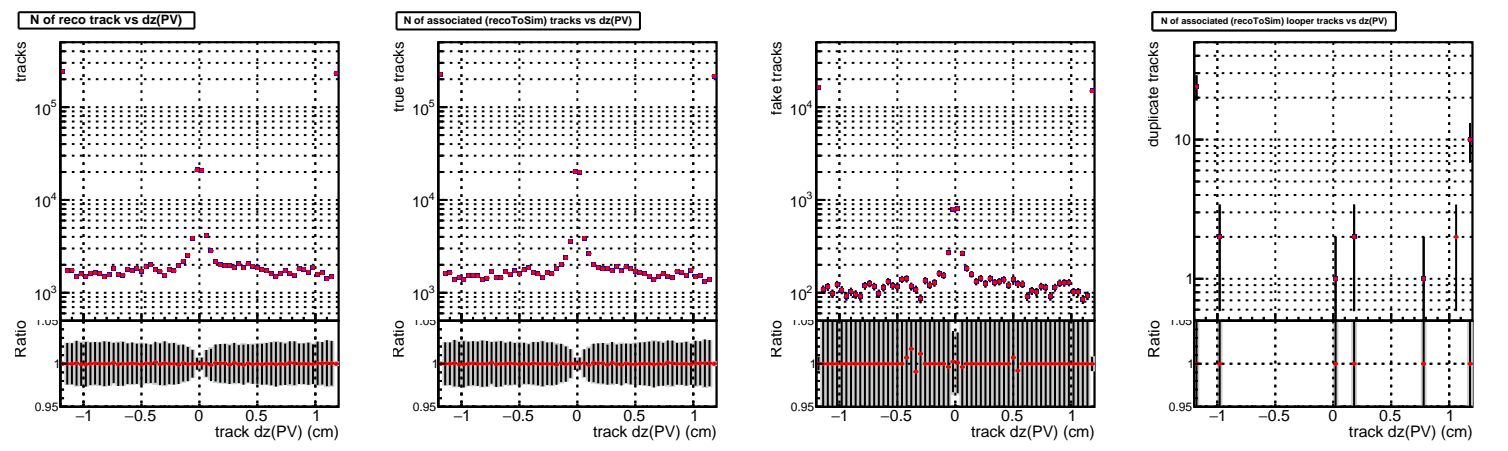 N of reco track vs dz(PV)
tracks
10^5
10^4
10^3
1.05
Ratio
1
0.95
−1 −0.5 0 0.5 1
track dz(PV) (cm)
N of associated (recoToSim) tracks vs dz(PV)
true tracks
10^5
10^4
10^3
1.05
Ratio
1
0.95
−1 −0.5 0 0.5 1
track dz(PV) (cm)
fake tracks
10^4
10^3
10^2
1.05
Ratio
1
0.95
−1 −0.5 0 0.5 1
track dz(PV) (cm)
N of associated (recoToSim) looper tracks vs dz(PV)
duplicate tracks
10
1
1.05
Ratio
1
0.95
−1 −0.5 0 0.5 1
track dz(PV) (cm)